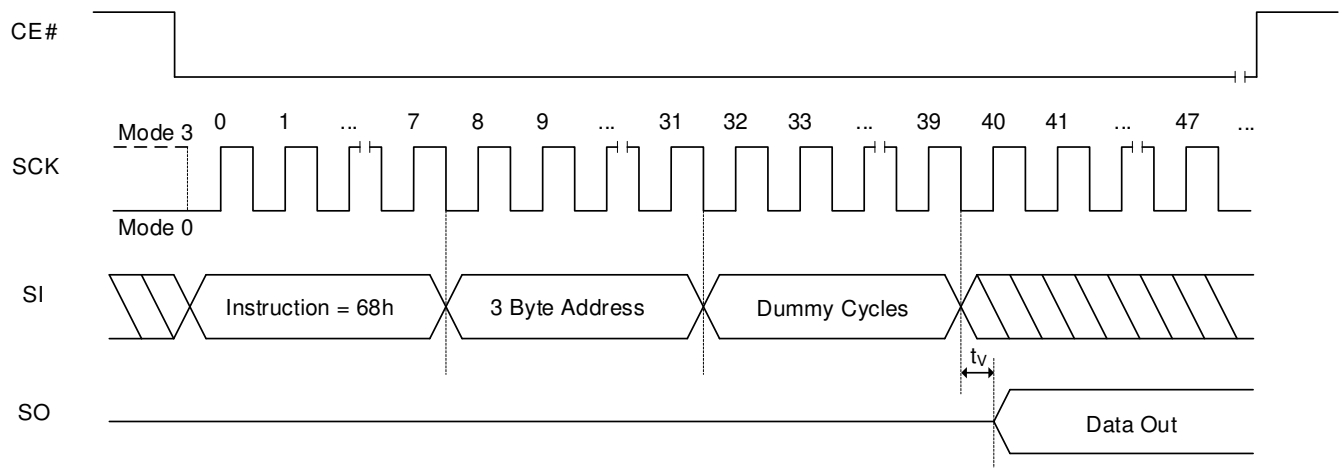 CE#
0 1 ... 7 8 9 ... 31 32 33 ... 39 40 41 ... 47 ...
Mode 3
SCK
Mode 0
SI
Instruction = 68h
3 Byte Address
Dummy Cycles
tV
SO
Data Out